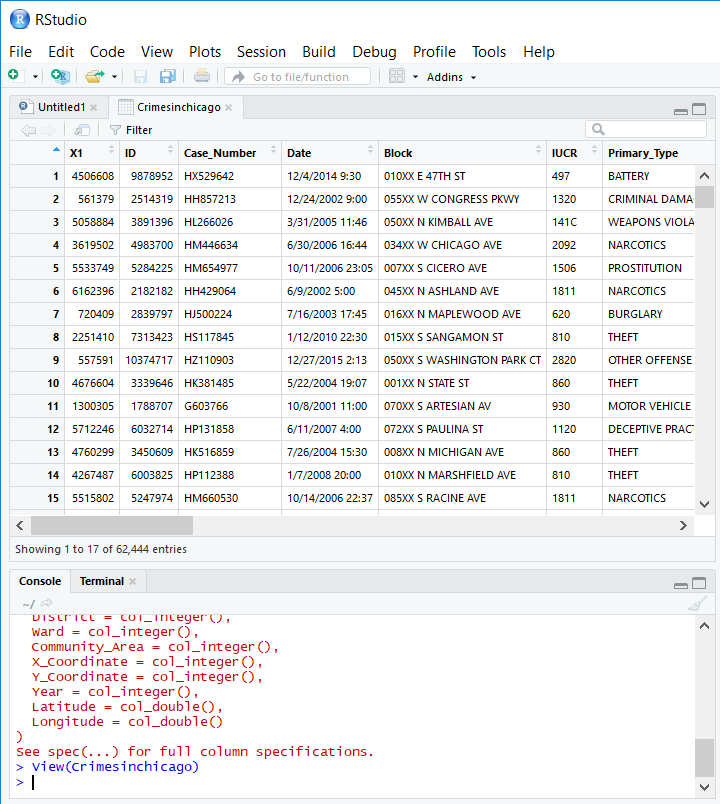 RStudio
File Edit Code View Plots Session Build Debug Profile Tools Help
Go to file/function Addins
Untitled1 Crimesinchicago
Filter
X1 ID Case_Number Date Block IUCR Primary_Type
1 4506608 9878952 HX529642 12/4/2014 9:30 010XX E 47TH ST 497 BATTERY
2 561379 2514319 HH857213 12/24/2002 9:00 055XX W CONGRESS PKWY 1320 CRIMINAL DAMA
3 5058884 3891396 HL266026 3/31/2005 11:46 050XX N KIMBALL AVE 141C WEAPONS VIOLA
4 3619502 4983700 HM446634 6/30/2006 16:44 034XX W CHICAGO AVE 2092 NARCOTICS
5 5533749 5284225 HM654977 10/11/2006 23:05 007XX S CICERO AVE 1506 PROSTITUTION
6 6162396 2182182 HH429064 6/9/2002 5:00 045XX N ASHLAND AVE 1811 NARCOTICS
7 720409 2839797 HJ500224 7/16/2003 17:45 016XX N MAPLEWOOD AVE 620 BURGLARY
8 2251410 7313423 HS117845 1/12/2010 22:30 015XX S SANGAMON ST 810 THEFT
9 557591 10374717 HZ110903 12/27/2015 2:13 050XX S WASHINGTON PARK CT 2820 OTHER OFFENSE
10 4676604 3339646 HK381485 5/22/2004 19:07 001XX N STATE ST 860 THEFT
11 1300305 1788707 G603766 10/8/2001 11:00 070XX S ARTESIAN AV 930 MOTOR VEHICLE
12 5712246 6032714 HP131858 6/11/2007 4:00 072XX S PAULINA ST 1120 DECEPTIVE PRAC
13 4760299 3450609 HK516859 7/26/2004 15:30 008XX N MICHIGAN AVE 860 THEFT
14 4267487 6003825 HP112388 1/7/2008 20:00 010XX N MARSHFIELD AVE 810 THEFT
15 5515802 5247974 HM660530 10/14/2006 22:37 085XX S RACINE AVE 1811 NARCOTICS
Showing 1 to 17 of 62,444 entries
Console Terminal
~/
District = col_integer(),
Ward = col_integer(),
Community_Area = col_integer(),
X_Coordinate = col_integer(),
Y_Coordinate = col_integer(),
Year = col_integer(),
Latitude = col_double(),
Longitude = col_double()
)
See spec(...) for full column specifications.
> View(Crimesinchicago)
>